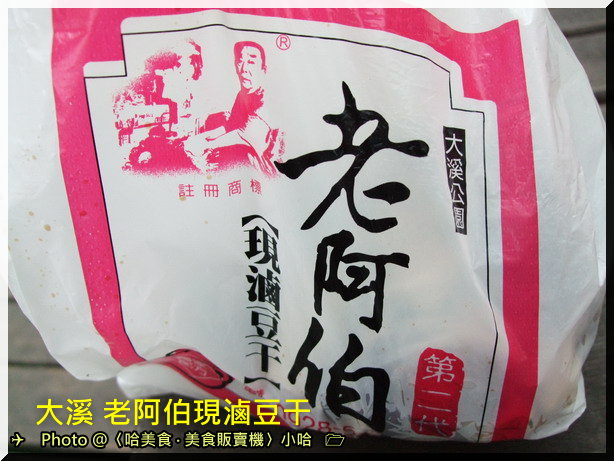 ®
註冊商標
大溪公園
老阿伯
【現滷豆干】
第二代
大溪 老阿伯現滷豆干
Photo @〈哈美食‧美食販賣機〉小哈